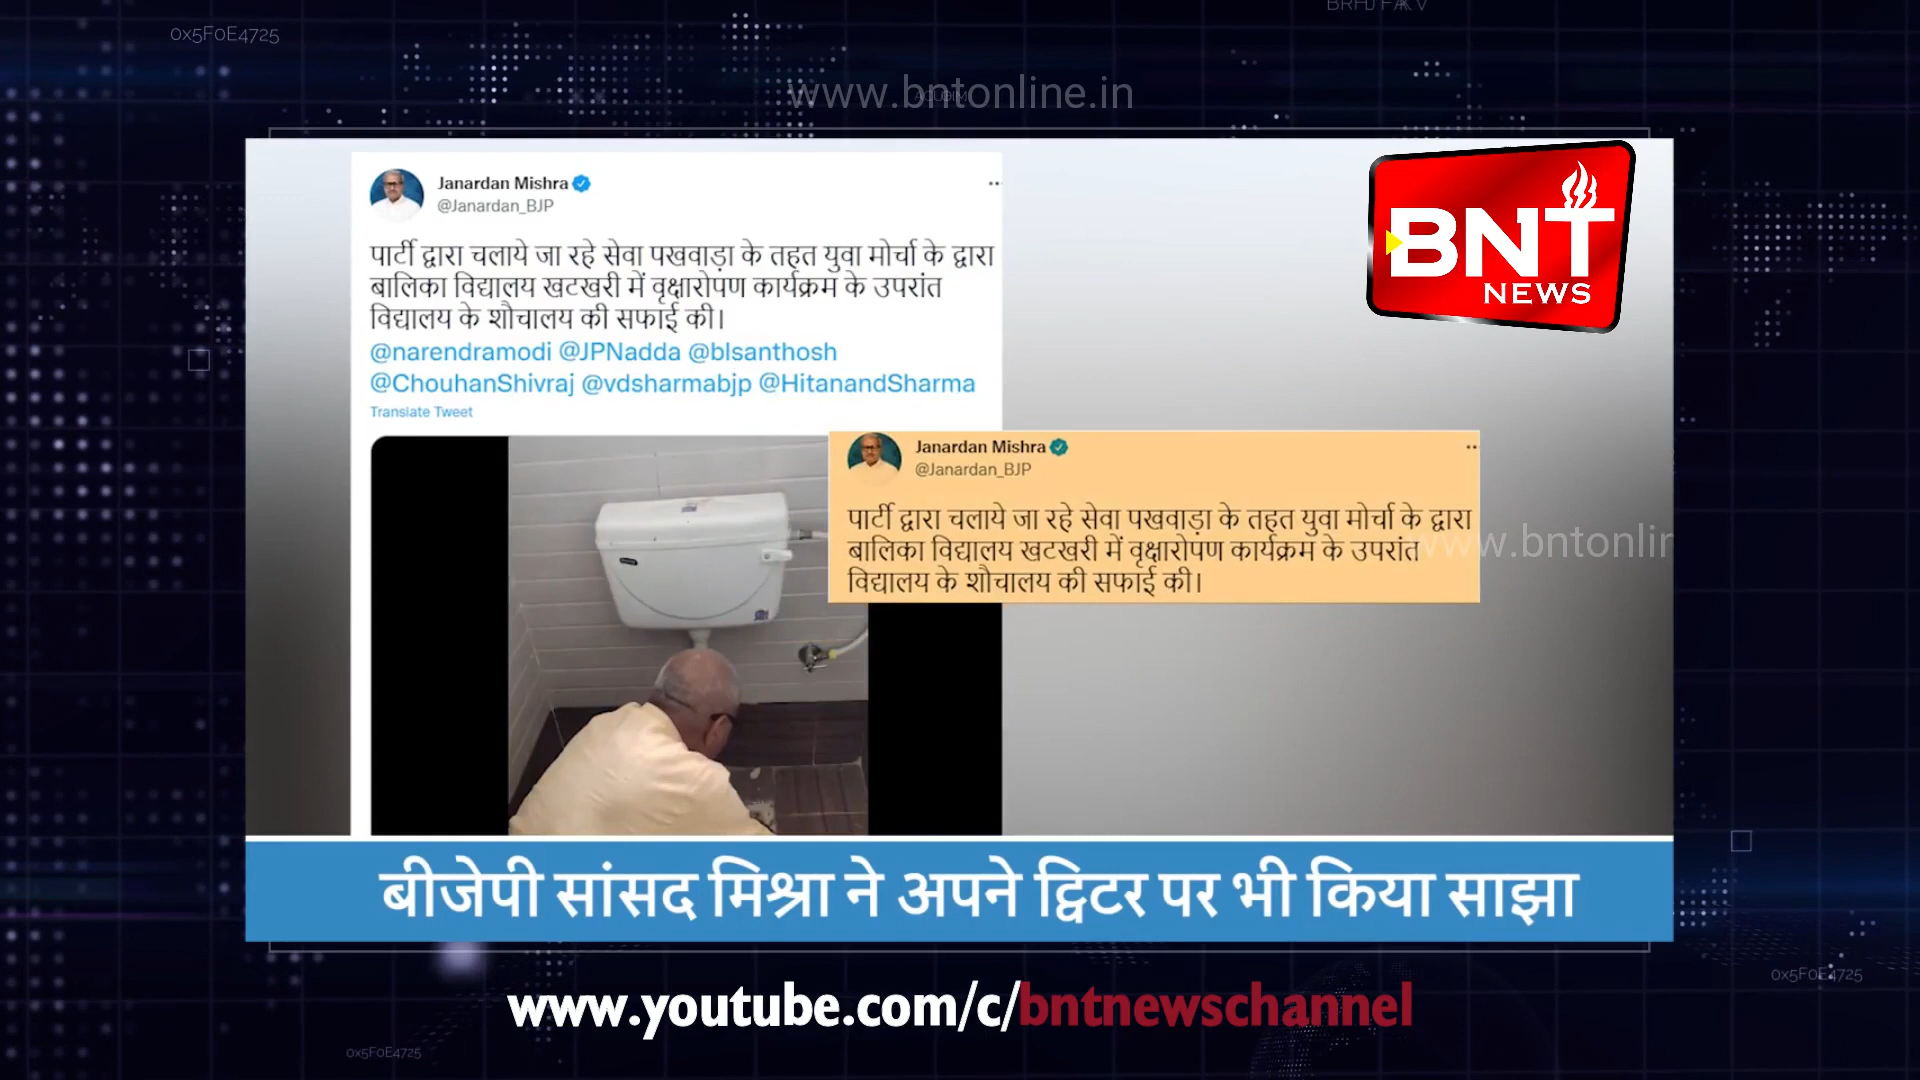 0x5F0E4725
www.bntonline.in
Janardan Mishra
@Janardan_BJP
पार्टी द्वारा चलाये जा रहे सेवा पखवाड़ा के तहत युवा मोर्चा के द्वारा
बालिका विद्यालय खटखरी में वृक्षारोपण कार्यक्रम के उपरांत
विद्यालय के शौचालय की सफाई की।
@narendramodi @JPNadda @blsanthosh
@ChouhanShivraj @vdsharmabjp @HitanandSharma
Translate Tweet
BNT
NEWS
Janardan Mishra
@Janardan_BJP
पार्टी द्वारा चलाये जा रहे सेवा पखवाड़ा के तहत युवा मोर्चा के द्वारा
बालिका विद्यालय खटखरी में वृक्षारोपण कार्यक्रम के उपरांत
विद्यालय के शौचालय की सफाई की।
www.bntonlin
बीजेपी सांसद मिश्रा ने अपने ट्विटर पर भी किया साझा
www.youtube.com/c/bntnewschannel
0x5F0E4725
0x5F0E4725